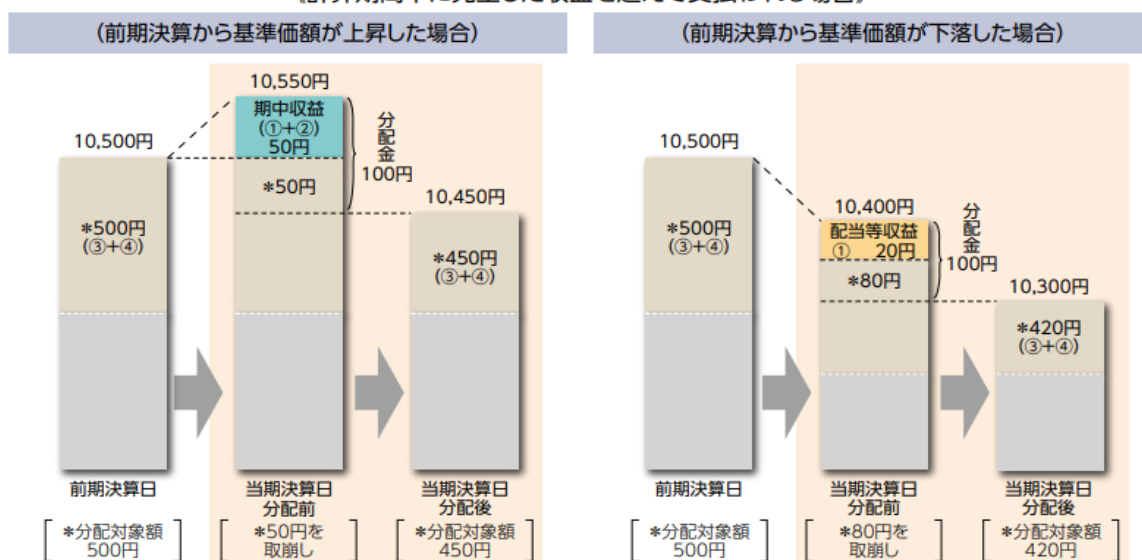 （前期決算から基準価額が上昇した場合）
10,500円
＊500円
（③+④）
10,550円
期中収益
（①+②）
50円
＊50円
分配金
100円
10,450円
＊450円
（③+④）
前期決算日
当期決算日
分配前
当期決算日
分配後
＊分配対象額
500円
＊50円を
取崩し
＊分配対象額
450円
（前期決算から基準価額が下落した場合）
10,500円
＊500円
（③+④）
10,400円
配当等収益
① 20円
＊80円
分配金
100円
10,300円
＊420円
（③+④）
前期決算日
当期決算日
分配前
当期決算日
分配後
＊分配対象額
500円
＊80円を
取崩し
＊分配対象額
420円